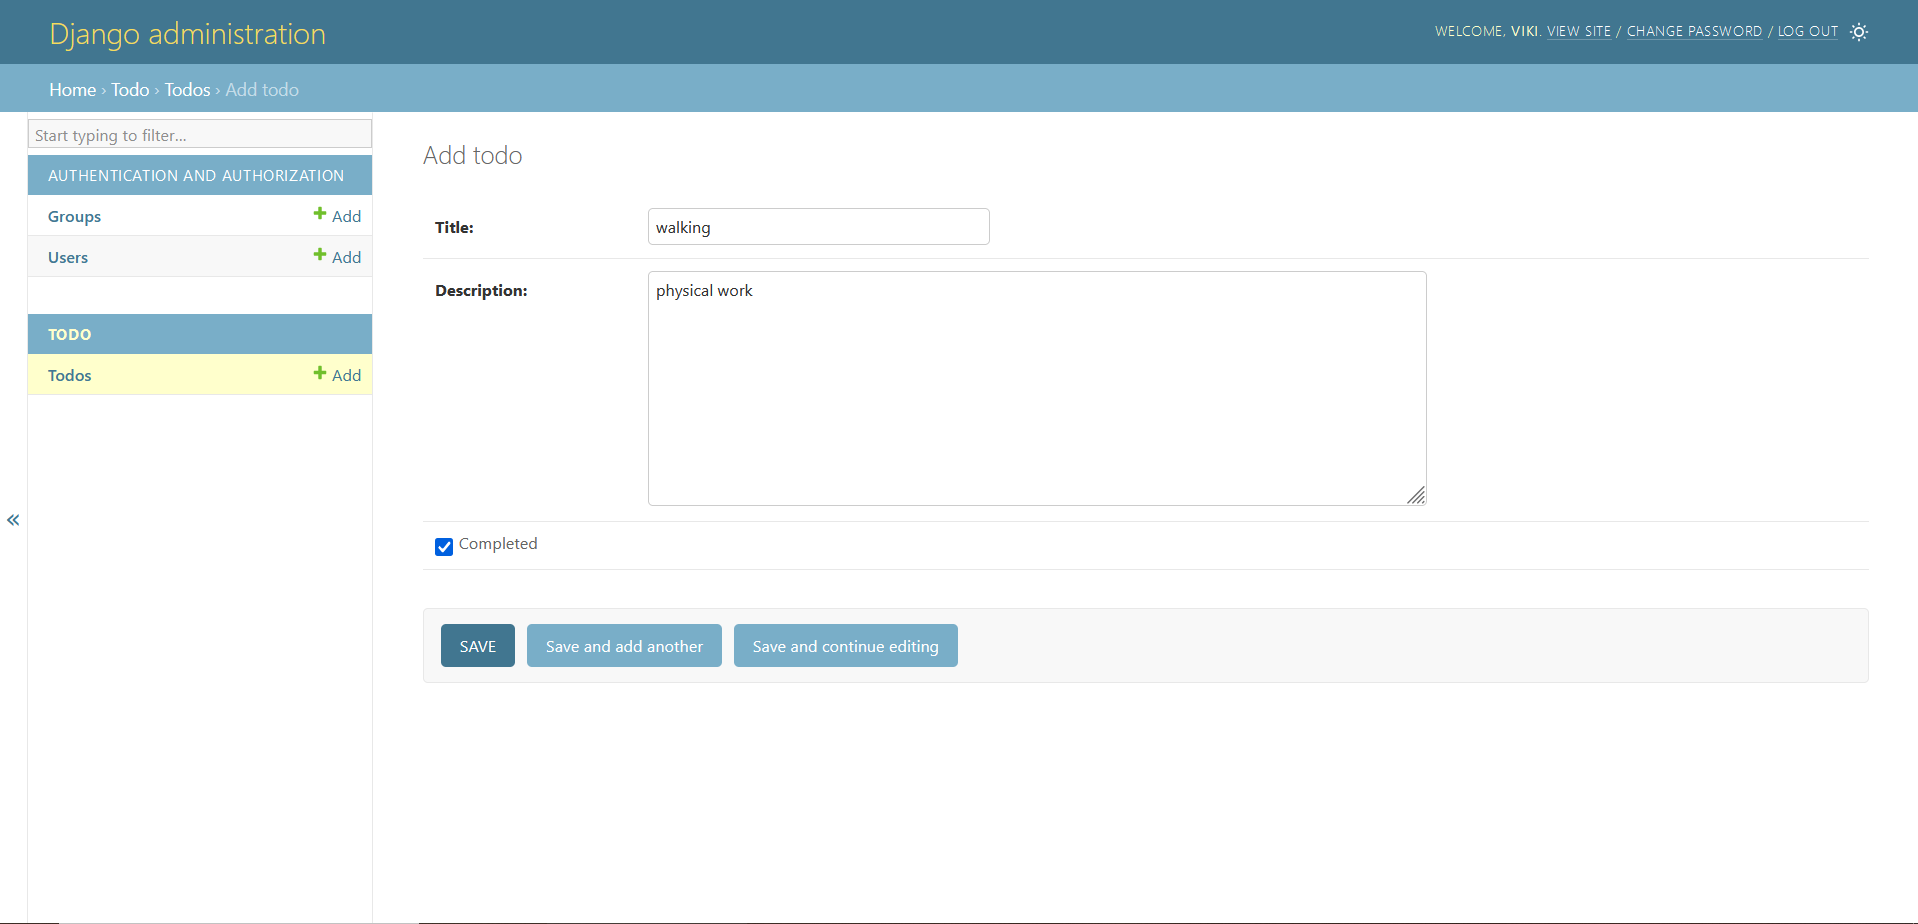 Django administration
WELCOME, VIKI. VIEW SITE / CHANGE PASSWORD / LOG OUT
Home › Todo › Todos › Add todo
Start typing to filter...
AUTHENTICATION AND AUTHORIZATION
Groups Add
Users Add
TODO
Todos Add
«
Add todo
Title: walking
Description: physical work
Completed
SAVE Save and add another Save and continue editing